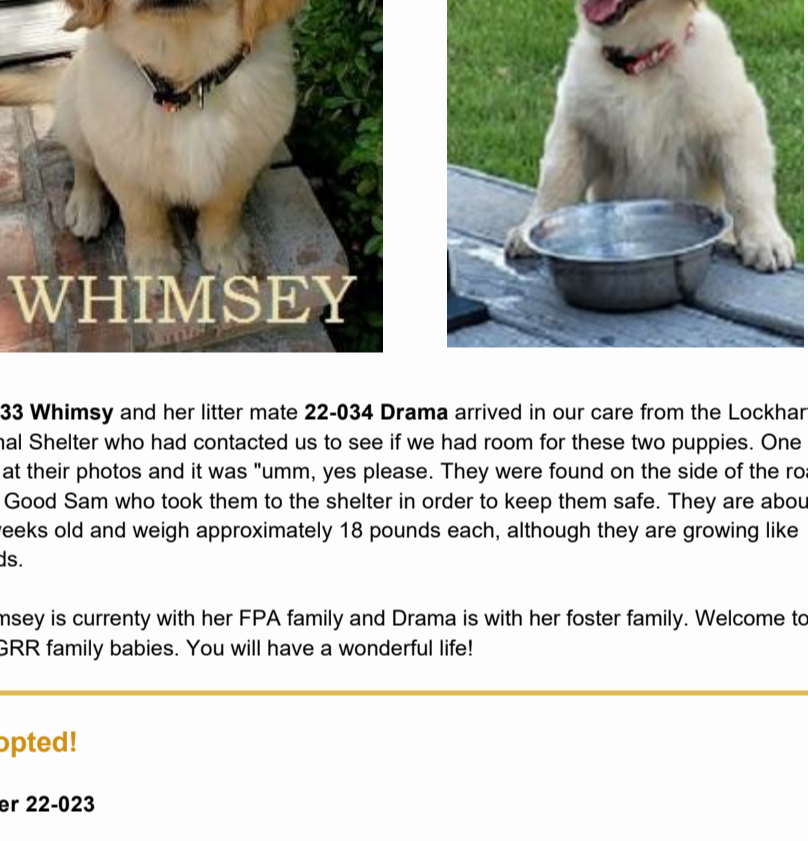 WHIMSEY
33 Whimsy and her litter mate 22-034 Drama arrived in our care from the Lockhar
nal Shelter who had contacted us to see if we had room for these two puppies. One
at their photos and it was "umm, yes please. They were found on the side of the roa
Good Sam who took them to the shelter in order to keep them safe. They are abou
weeks old and weigh approximately 18 pounds each, although they are growing like
ds.
msey is currenty with her FPA family and Drama is with her foster family. Welcome to
GRR family babies. You will have a wonderful life!
opted!
er 22-023